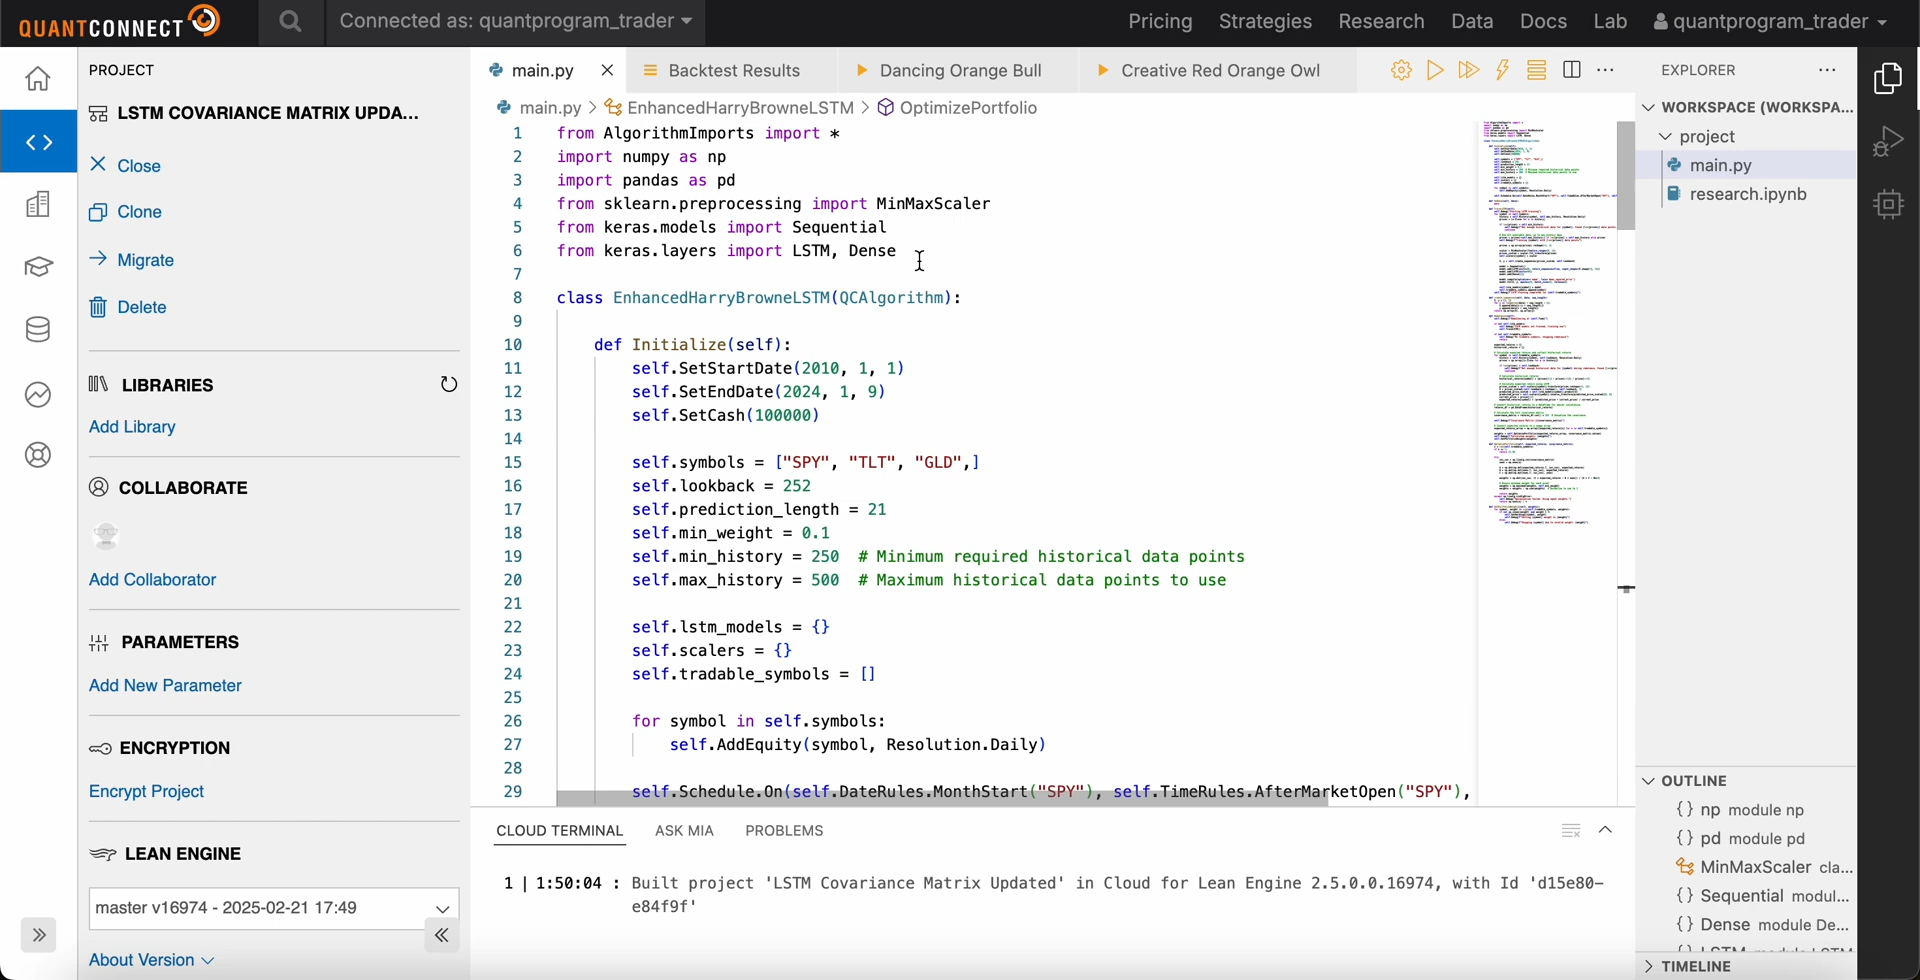 QUANTCONNECT
Connected as: quantprogram_trader
Pricing
Strategies
Research
Data
Docs
Lab
quantprogram_trader
PROJECT
LSTM COVARIANCE MATRIX UPDA...
Close
Clone
Migrate
Delete
LIBRARIES
Add Library
COLLABORATE
Add Collaborator
PARAMETERS
Add New Parameter
ENCRYPTION
Encrypt Project
LEAN ENGINE
master v16974 - 2025-02-21 17:49
About Version
main.py
Backtest Results
Dancing Orange Bull
Creative Red Orange Owl
main.py > EnhancedHarryBrowneLSTM > OptimizePortfolio
1 from AlgorithmImports import *
2 import numpy as np
3 import pandas as pd
4 from sklearn.preprocessing import MinMaxScaler
5 from keras.models import Sequential
6 from keras.layers import LSTM, Dense
7
8 class EnhancedHarryBrowneLSTM(QCAlgorithm):
9
10 def Initialize(self):
11 self.SetStartDate(2010, 1, 1)
12 self.SetEndDate(2024, 1, 9)
13 self.SetCash(100000)
14
15 self.symbols = ["SPY", "TLT", "GLD",]
16 self.lookback = 252
17 self.prediction_length = 21
18 self.min_weight = 0.1
19 self.min_history = 250 # Minimum required historical data points
20 self.max_history = 500 # Maximum historical data points to use
21
22 self.lstm_models = {}
23 self.scalers = {}
24 self.tradable_symbols = []
25
26 for symbol in self.symbols:
27 self.AddEquity(symbol, Resolution.Daily)
28
29 self.Schedule.On(self.DateRules.MonthStart("SPY"), self.TimeRules.AfterMarketOpen("SPY"),
CLOUD TERMINAL
ASK MIA
PROBLEMS
1 | 1:50:04 : Built project 'LSTM Covariance Matrix Updated' in Cloud for Lean Engine 2.5.0.0.16974, with Id 'd15e80-
e84f9f'
EXPLORER
WORKSPACE (WORKSPA...
project
main.py
research.ipynb
OUTLINE
{} np module np
{} pd module pd
MinMaxScaler cla...
{} Sequential modul...
{} Dense module De...
{} LSTM module LSTM
TIMELINE